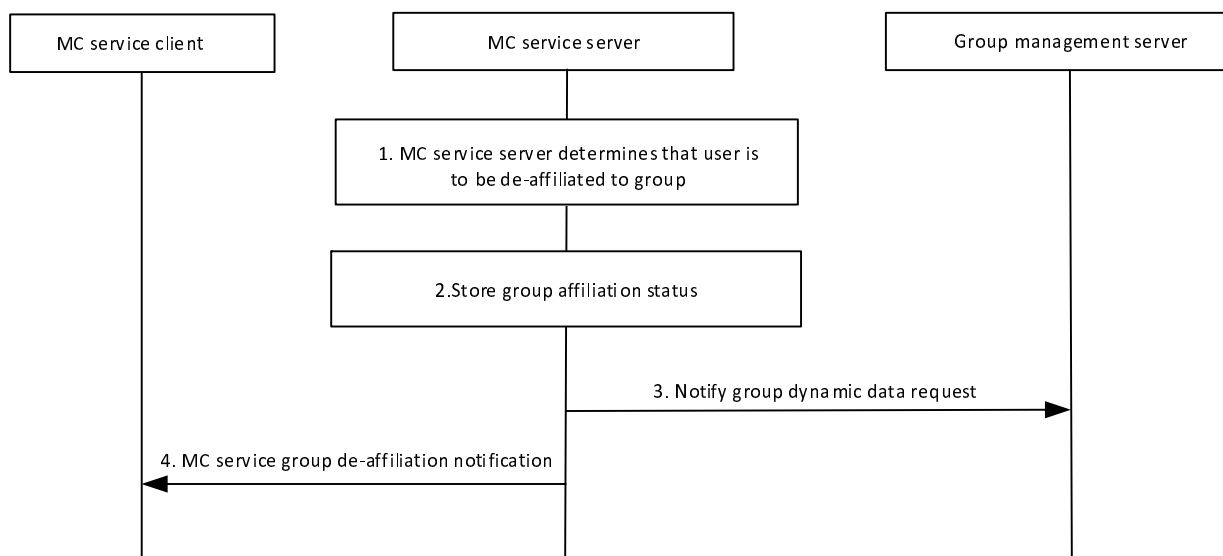 MC service client
MC service server
Group management server
1. MC service server determines that user is
to be de-affiliated to group
2.Store group affiliation status
3. Notify group dynamic data request
4. MC service group de-affiliation notification